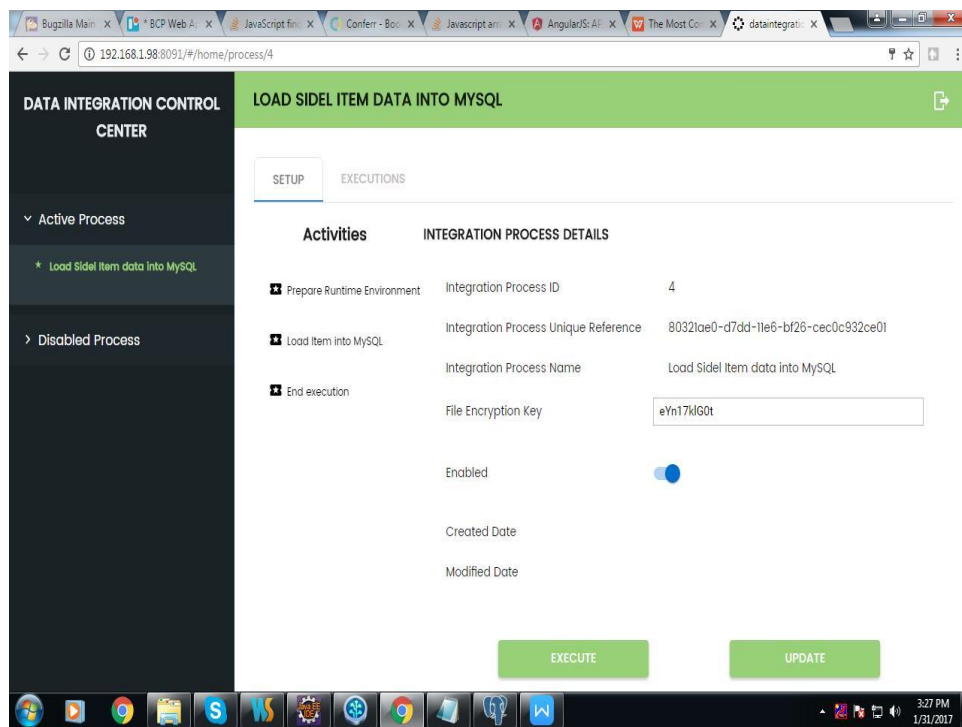 Bugzilla Main
* BCP Web A
JavaScript fin
Conferr - Boo
Javascript arr
AngularJS: AP
The Most Co
dataintegratio
192.168.1.98:8091/#/home/process/4
DATA INTEGRATION CONTROL
CENTER
LOAD SIDEL ITEM DATA INTO MYSQL
SETUP
EXECUTIONS
Active Process
* Load Sidel Item data into MySQL
Disabled Process
Activities
Prepare Runtime Environment
Load Item into MySQL
End execution
INTEGRATION PROCESS DETAILS
Integration Process ID 4
Integration Process Unique Reference 80321ae0-d7dd-11e6-bf26-cec0c932ce01
Integration Process Name Load Sidel Item data into MySQL
File Encryption Key eYn17klG0t
Enabled
Created Date
Modified Date
EXECUTE
UPDATE
3:27 PM
1/31/2017